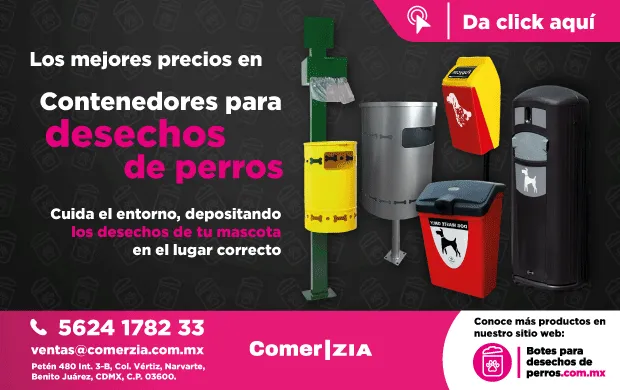 Da click aquí
Los mejores precios en
Contenedores para
desechos
de perros
Cuida el entorno, depositando
los desechos de tu mascota
en el lugar correcto
5624 1782 33
ventas@comerzia.com.mx
Petén 480 Int. 3-B, Col. Vértiz, Narvarte,
Benito Juárez, CDMX, C.P. 03600.
Comer|ZIA
Conoce más productos en
nuestro sitio web:
Botes para
desechos de
perros.com.mx